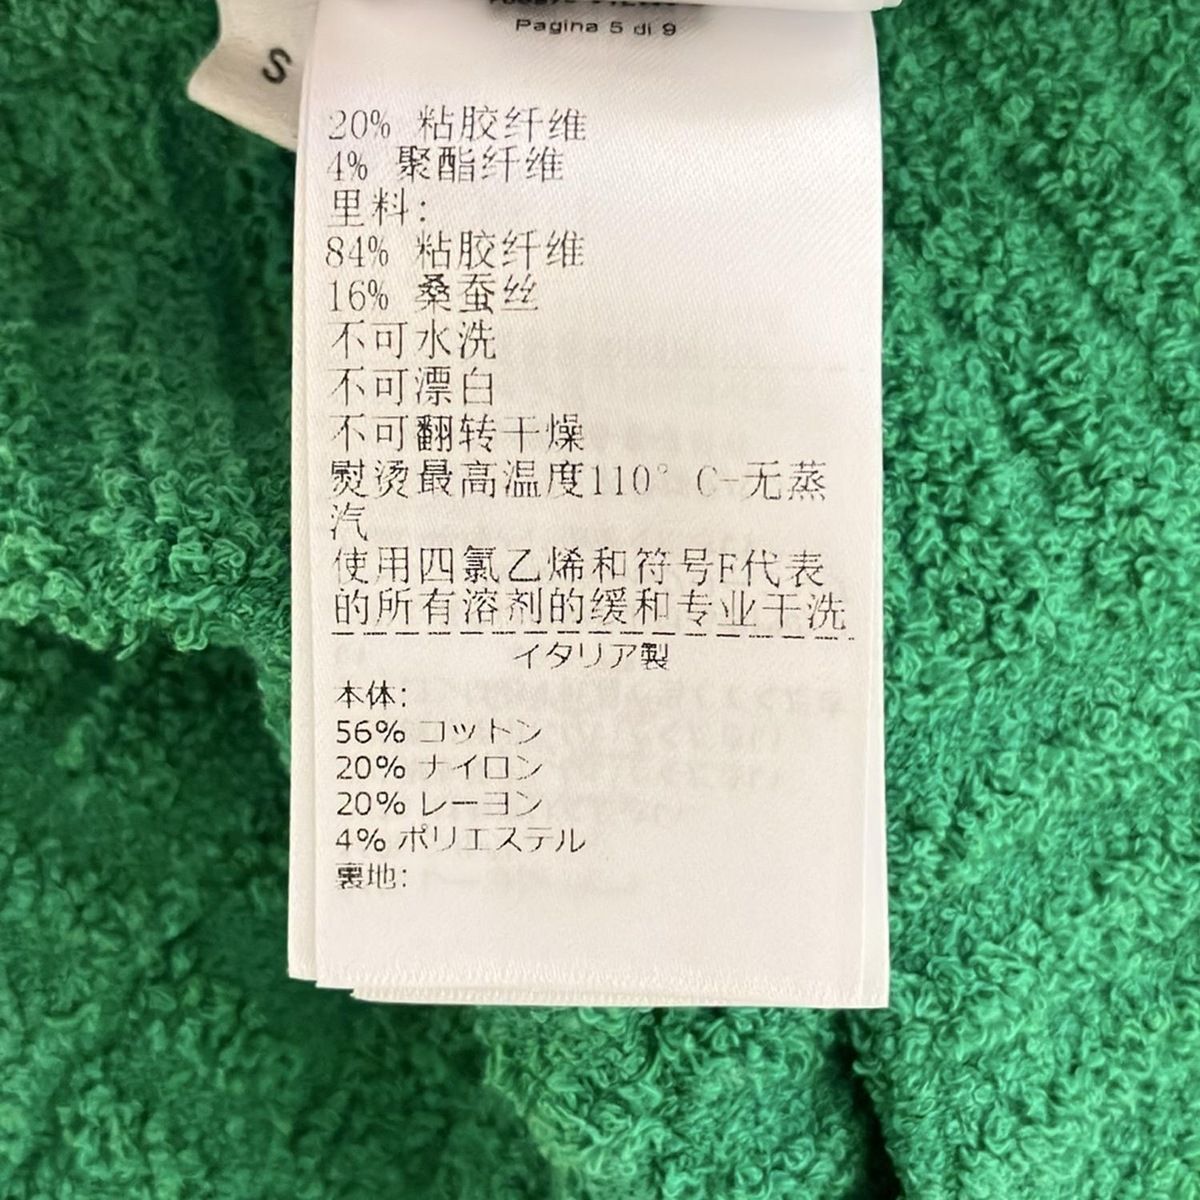 S
Pagina 5 di 9
20% 粘胶纤维
4% 聚酯纤维
里料:
84% 粘胶纤维
16% 桑蚕丝
不可水洗
不可漂白
不可翻转干燥
熨烫最高温度110° C-无蒸
汽
使用四氯乙烯和符号F代表
的所有溶剂的缓和专业干洗
イタリア製
本体:
56% コットン
20% ナイロン
20% レーヨン
4% ポリエステル
裏地: